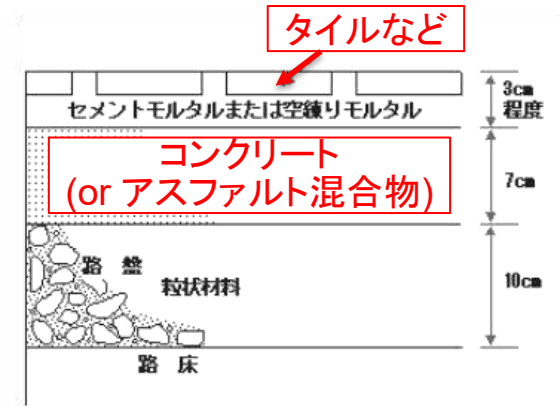 タイルなど
3cm
程度
セメントモルタルまたは空練りモルタル
コンクリート
(or アスファルト混合物)
7cm
路盤
粒状材料
10cm
路床